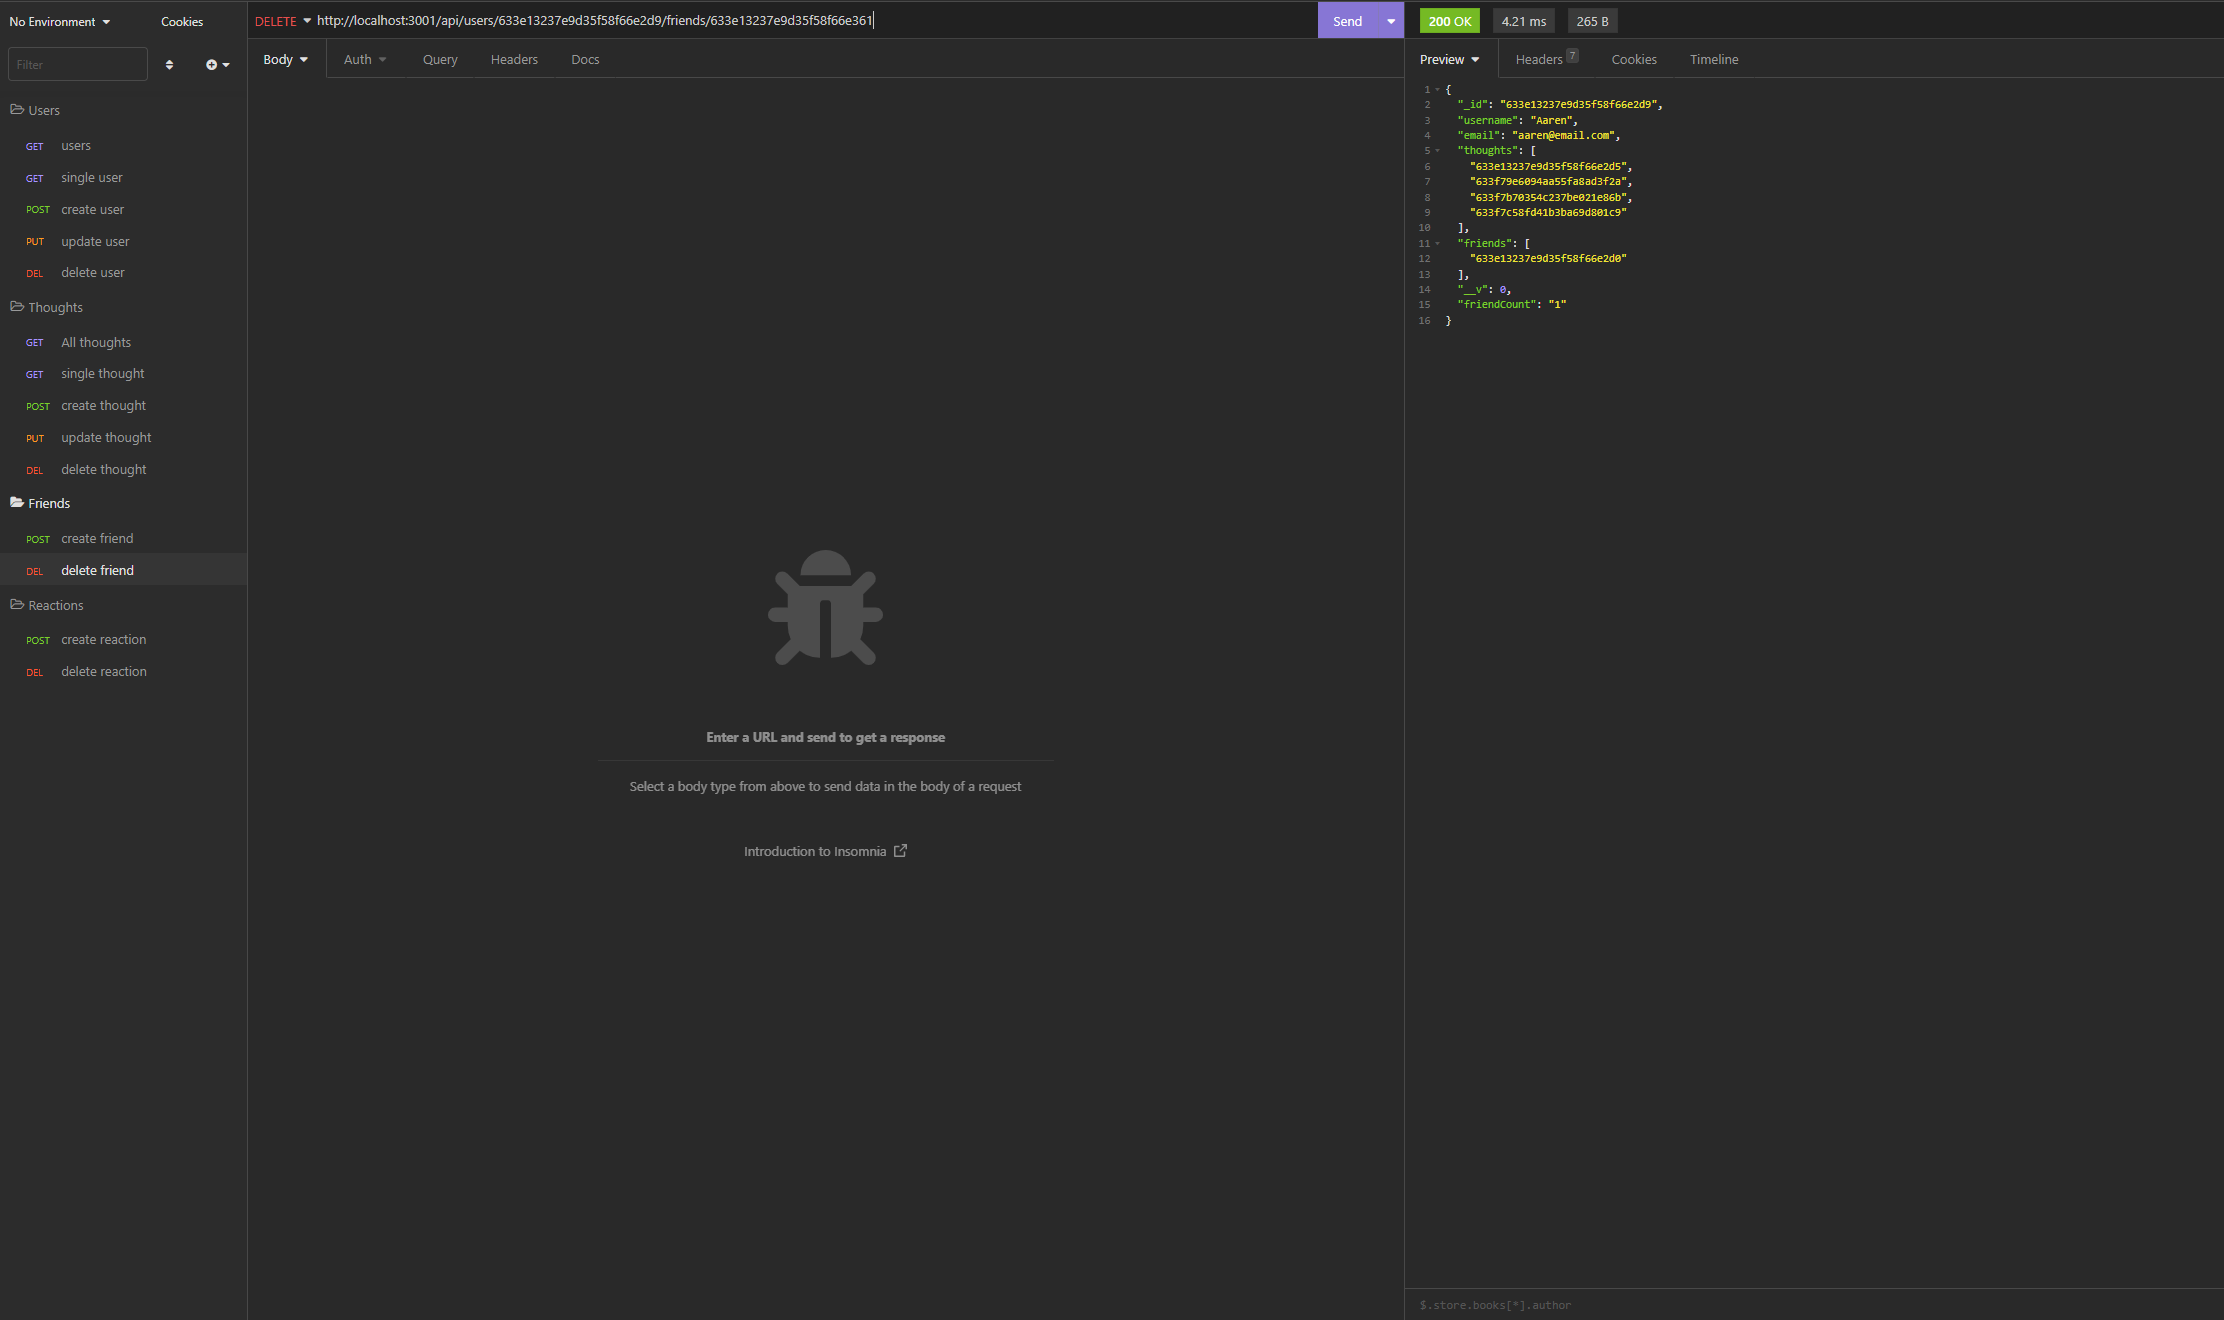 No Environment
Cookies
Filter
Users
GET users
GET single user
POST create user
PUT update user
DEL delete user
Thoughts
GET All thoughts
GET single thought
POST create thought
PUT update thought
DEL delete thought
Friends
POST create friend
DEL delete friend
Reactions
POST create reaction
DEL delete reaction
DELETE http://localhost:3001/api/users/633e13237e9d35f58f66e2d9/friends/633e13237e9d35f58f66e361
Send
Body Auth Query Headers Docs
Enter a URL and send to get a response
Select a body type from above to send data in the body of a request
Introduction to Insomnia
200 OK 4.21 ms 265 B
Preview Headers 7 Cookies Timeline
1 {
2 "_id": "633e13237e9d35f58f66e2d9",
3 "username": "Aaren",
4 "email": "aaren@email.com",
5 "thoughts": [
6 "633e13237e9d35f58f66e2d5",
7 "633f79e6094aa55fa8ad3f2a",
8 "633f7b70354c237be021e86b",
9 "633f7c58fd41b3ba69d801c9"
10 ],
11 "friends": [
12 "633e13237e9d35f58f66e2d0"
13 ],
14 "__v": 0,
15 "friendCount": "1"
16 }
$.store.books[*].author